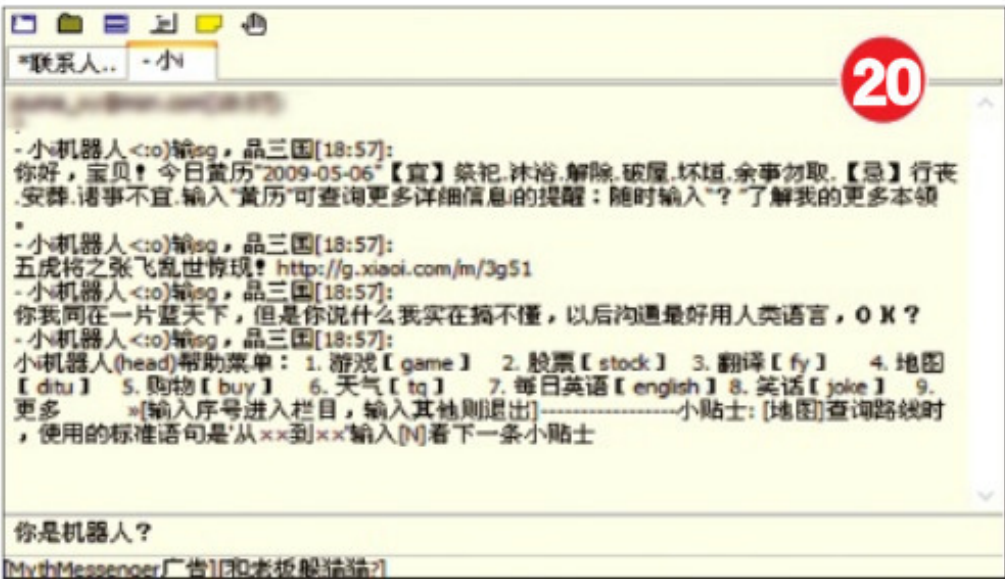 *联系人.. - 小i
20
- 小i机器人<:o)输sg，品三国[18:57]:
你好，宝贝！今日黄历"2009-05-06"【宜】祭祀.沐浴.解除.破屋.坏垣.余事勿取.【忌】行丧
.安葬.诸事不宜.输入"黄历"可查询更多详细信息i的提醒：随时输入"？"了解我的更多本领
。
- 小i机器人<:o)输sg，品三国[18:57]:
五虎将之张飞乱世惊现！http://g.xiaoi.com/m/3g51
- 小i机器人<:o)输sg，品三国[18:57]:
你我同在一片蓝天下，但是你说什么我实在搞不懂，以后沟通最好用人类语言，O K？
- 小i机器人<:o)输sg，品三国[18:57]:
小i机器人(head)帮助菜单： 1. 游戏【 game 】 2. 股票【 stock】 3. 翻译【 fy 】 4. 地图
【 ditu 】 5. 购物【 buy 】 6. 天气【 tq 】 7. 每日英语【 english 】 8. 笑话【 joke 】 9.
更多 »[输入序号进入栏目，输入其他则退出]-----------------小贴士: [地图]查询路线时
，使用的标准语句是'从××到××'输入[N]看下一条小贴士
你是机器人？
[MythMessenger广告][和老板躲猫猫?]